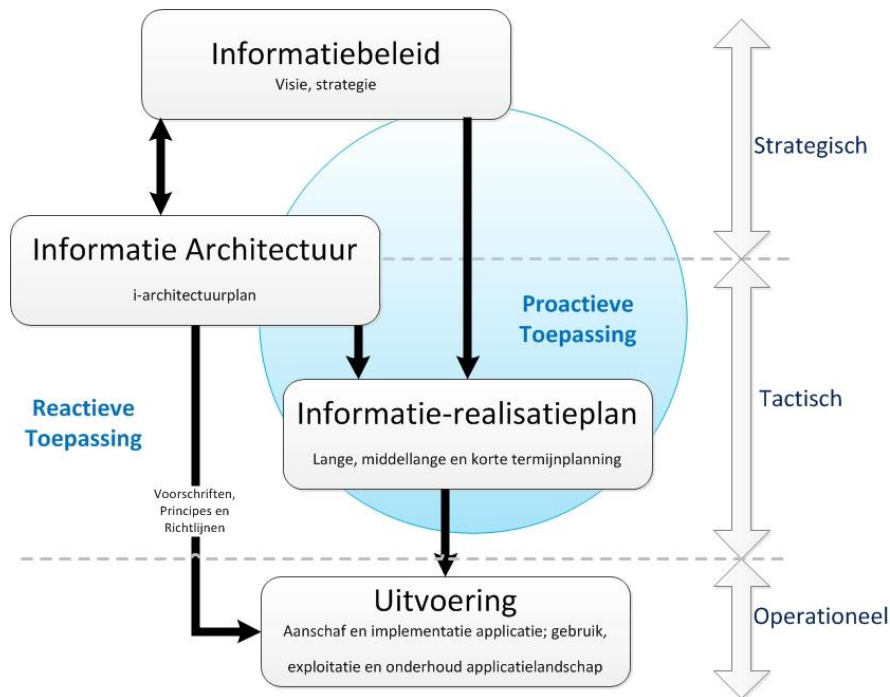 Informatiebeleid
Visie, strategie
Strategisch
Informatie Architectuur
i-architectuurplan
Proactieve
Toepassing
Reactieve
Toepassing
Informatie-realisatieplan
Lange, middellange en korte termijnplanning
Tactisch
Voorschriften,
Principes en
Richtlijnen
Uitvoering
Aanschaf en implementatie applicatie; gebruik,
exploitatie en onderhoud applicatielandschap
Operationeel